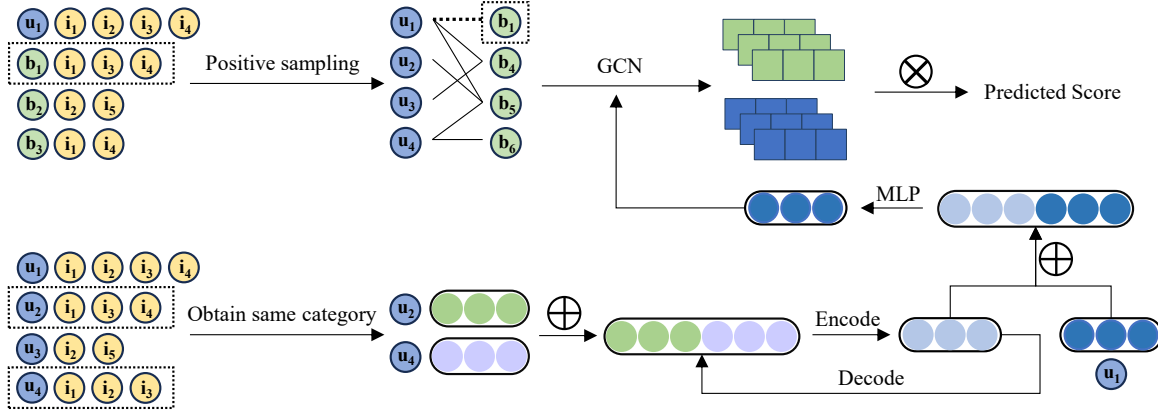 u1 i1 i2 i3 i4
b1 i1 i3 i4
b2 i2 i5
b3 i1 i4
Positive sampling
u1 b1
u2 b4
u3 b5
u4 b6
GCN
Predicted Score
MLP
u1 i1 i2 i3 i4
u2 i1 i3 i4
u3 i2 i5
u4 i1 i2 i3
Obtain same category
u2
u4
Encode
Decode
u1